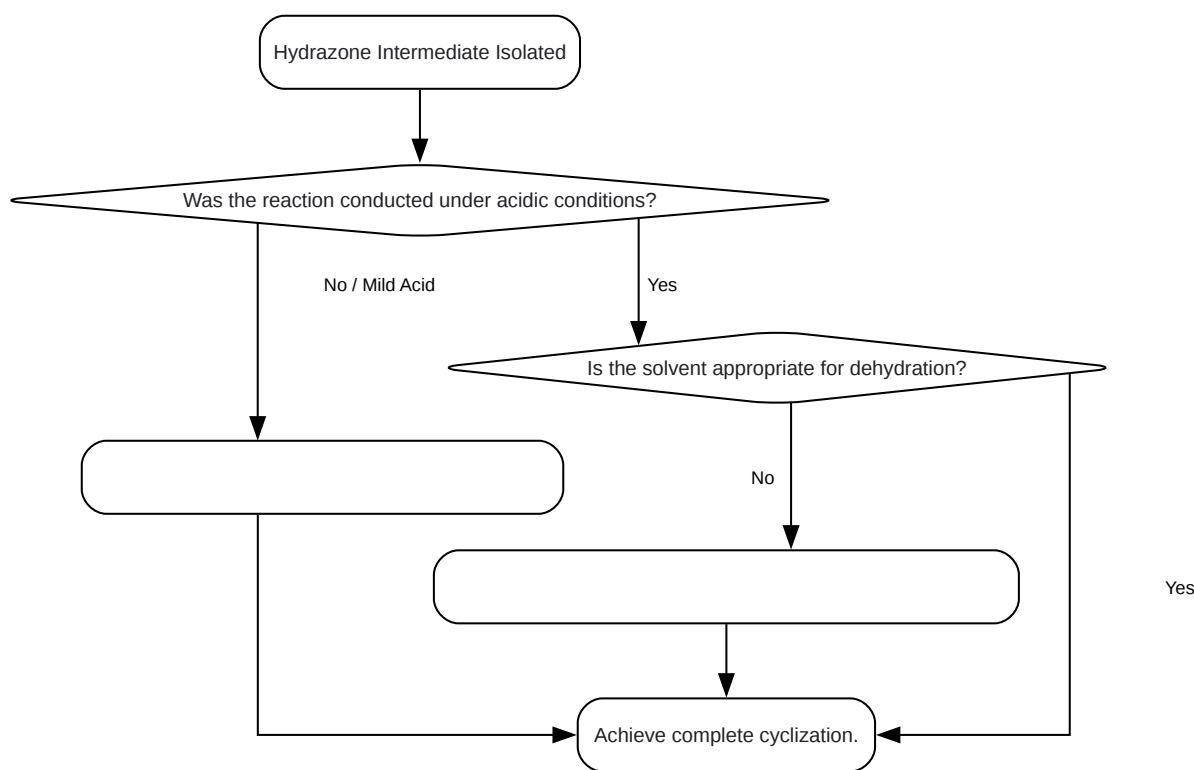 Hydrazone Intermediate Isolated
Was the reaction conducted under acidic conditions?
No / Mild Acid
Yes
Is the solvent appropriate for dehydration?
No
Yes
Achieve complete cyclization.